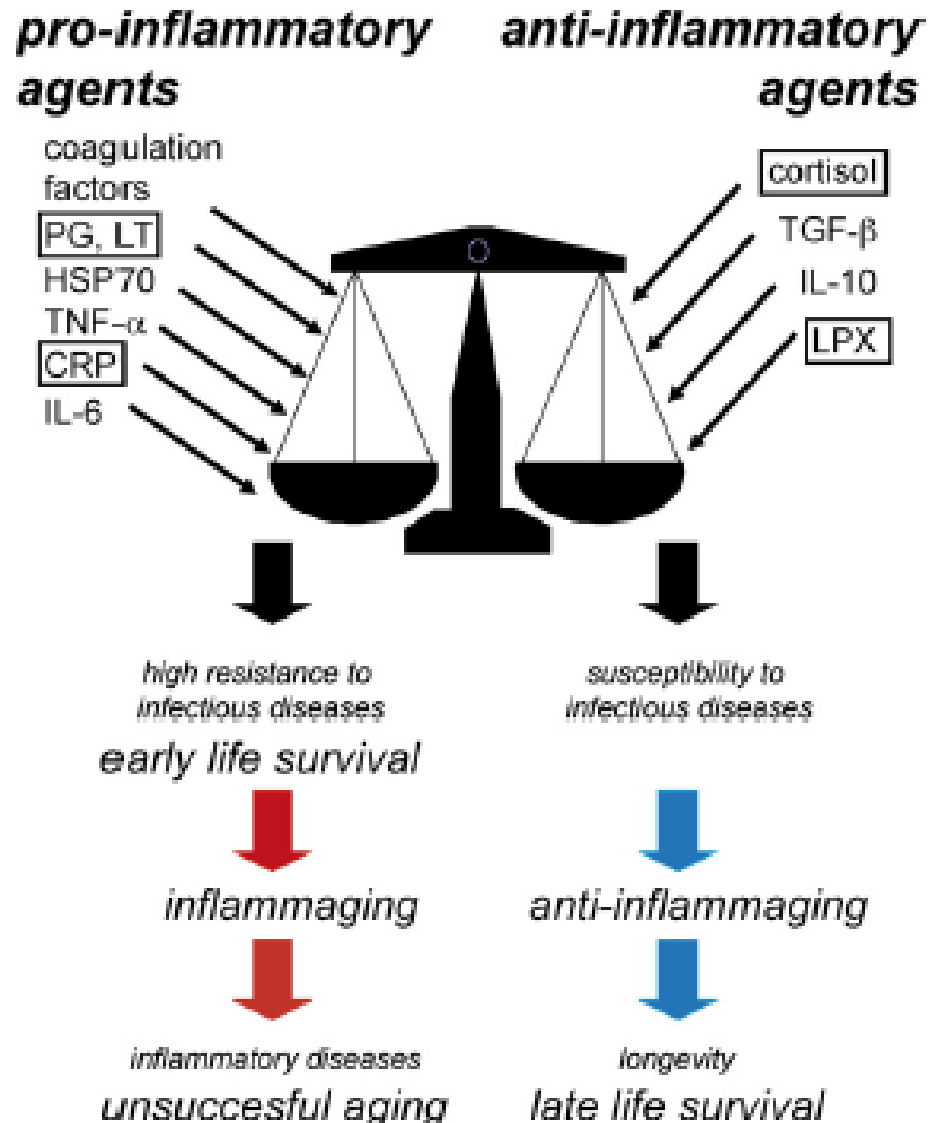 pro-inflammatory
agents
anti-inflammatory
agents
coagulation
factors
PG, LT
HSP70
TNF-α
CRP
IL-6
cortisol
TGF-β
IL-10
LPX
high resistance to
infectious diseases
early life survival
susceptibility to
infectious diseases
inflammaging
anti-inflammaging
inflammatory diseases
unsuccesful aging
longevity
late life survival